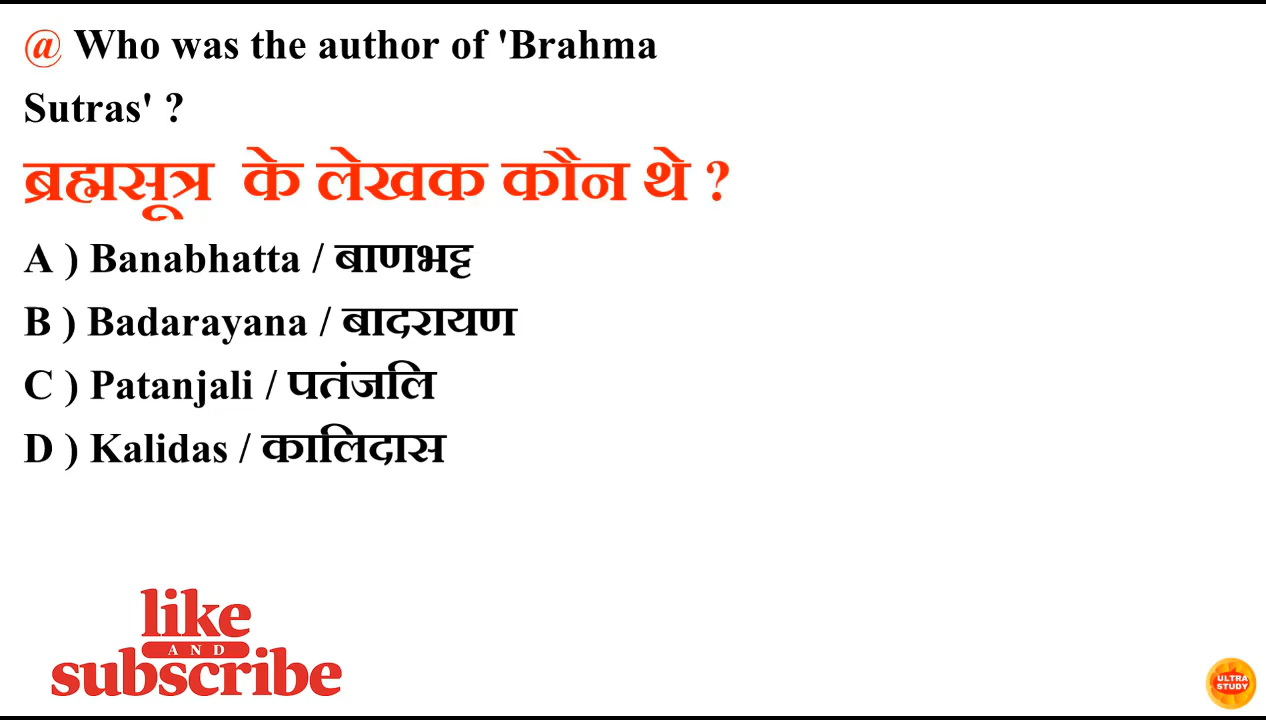 @ Who was the author of 'Brahma
Sutras' ?
ब्रह्मसूत्र के लेखक कौन थे ?
A ) Banabhatta / बाणभट्ट
B ) Badarayana / बादरायण
C ) Patanjali / पतंजलि
D ) Kalidas / कालिदास
like
AND
subscribe
ULTRA
STUDY